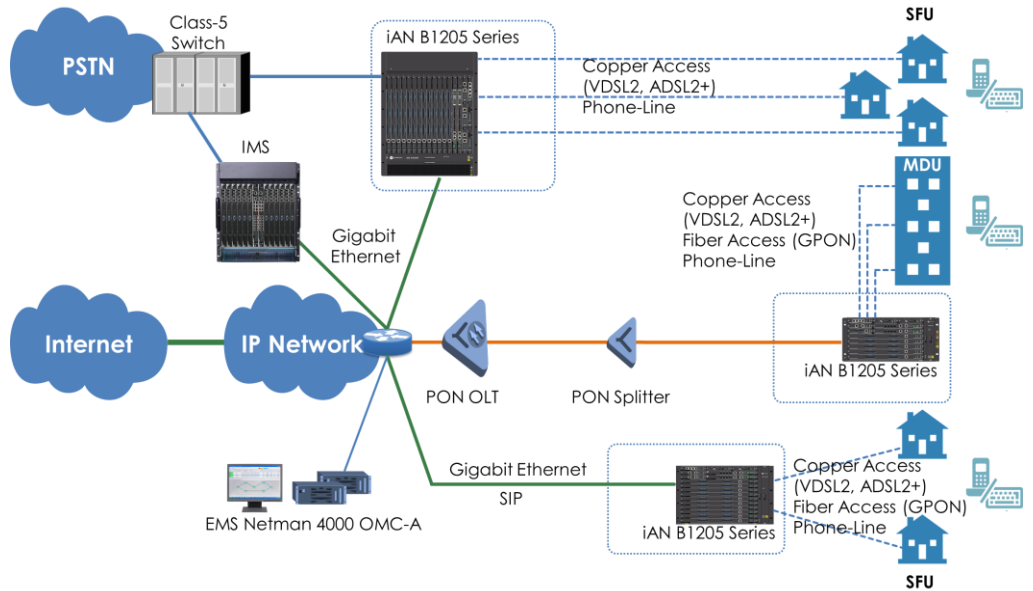 SFU
Class-5
Switch
iAN B1205 Series
PSTN
Copper Access
(VDSL2, ADSL2+)
Phone-Line
IMS
MDU
Copper Access
(VDSL2, ADSL2+)
Fiber Access (GPON)
Phone-Line
Gigabit
Ethernet
Internet
IP Network
iAN B1205 Series
PON OLT
PON Splitter
Gigabit Ethernet
SIP
Copper Access
(VDSL2, ADSL2+)
Fiber Access (GPON)
Phone-Line
EMS Netman 4000 OMC-A
iAN B1205 Series
SFU